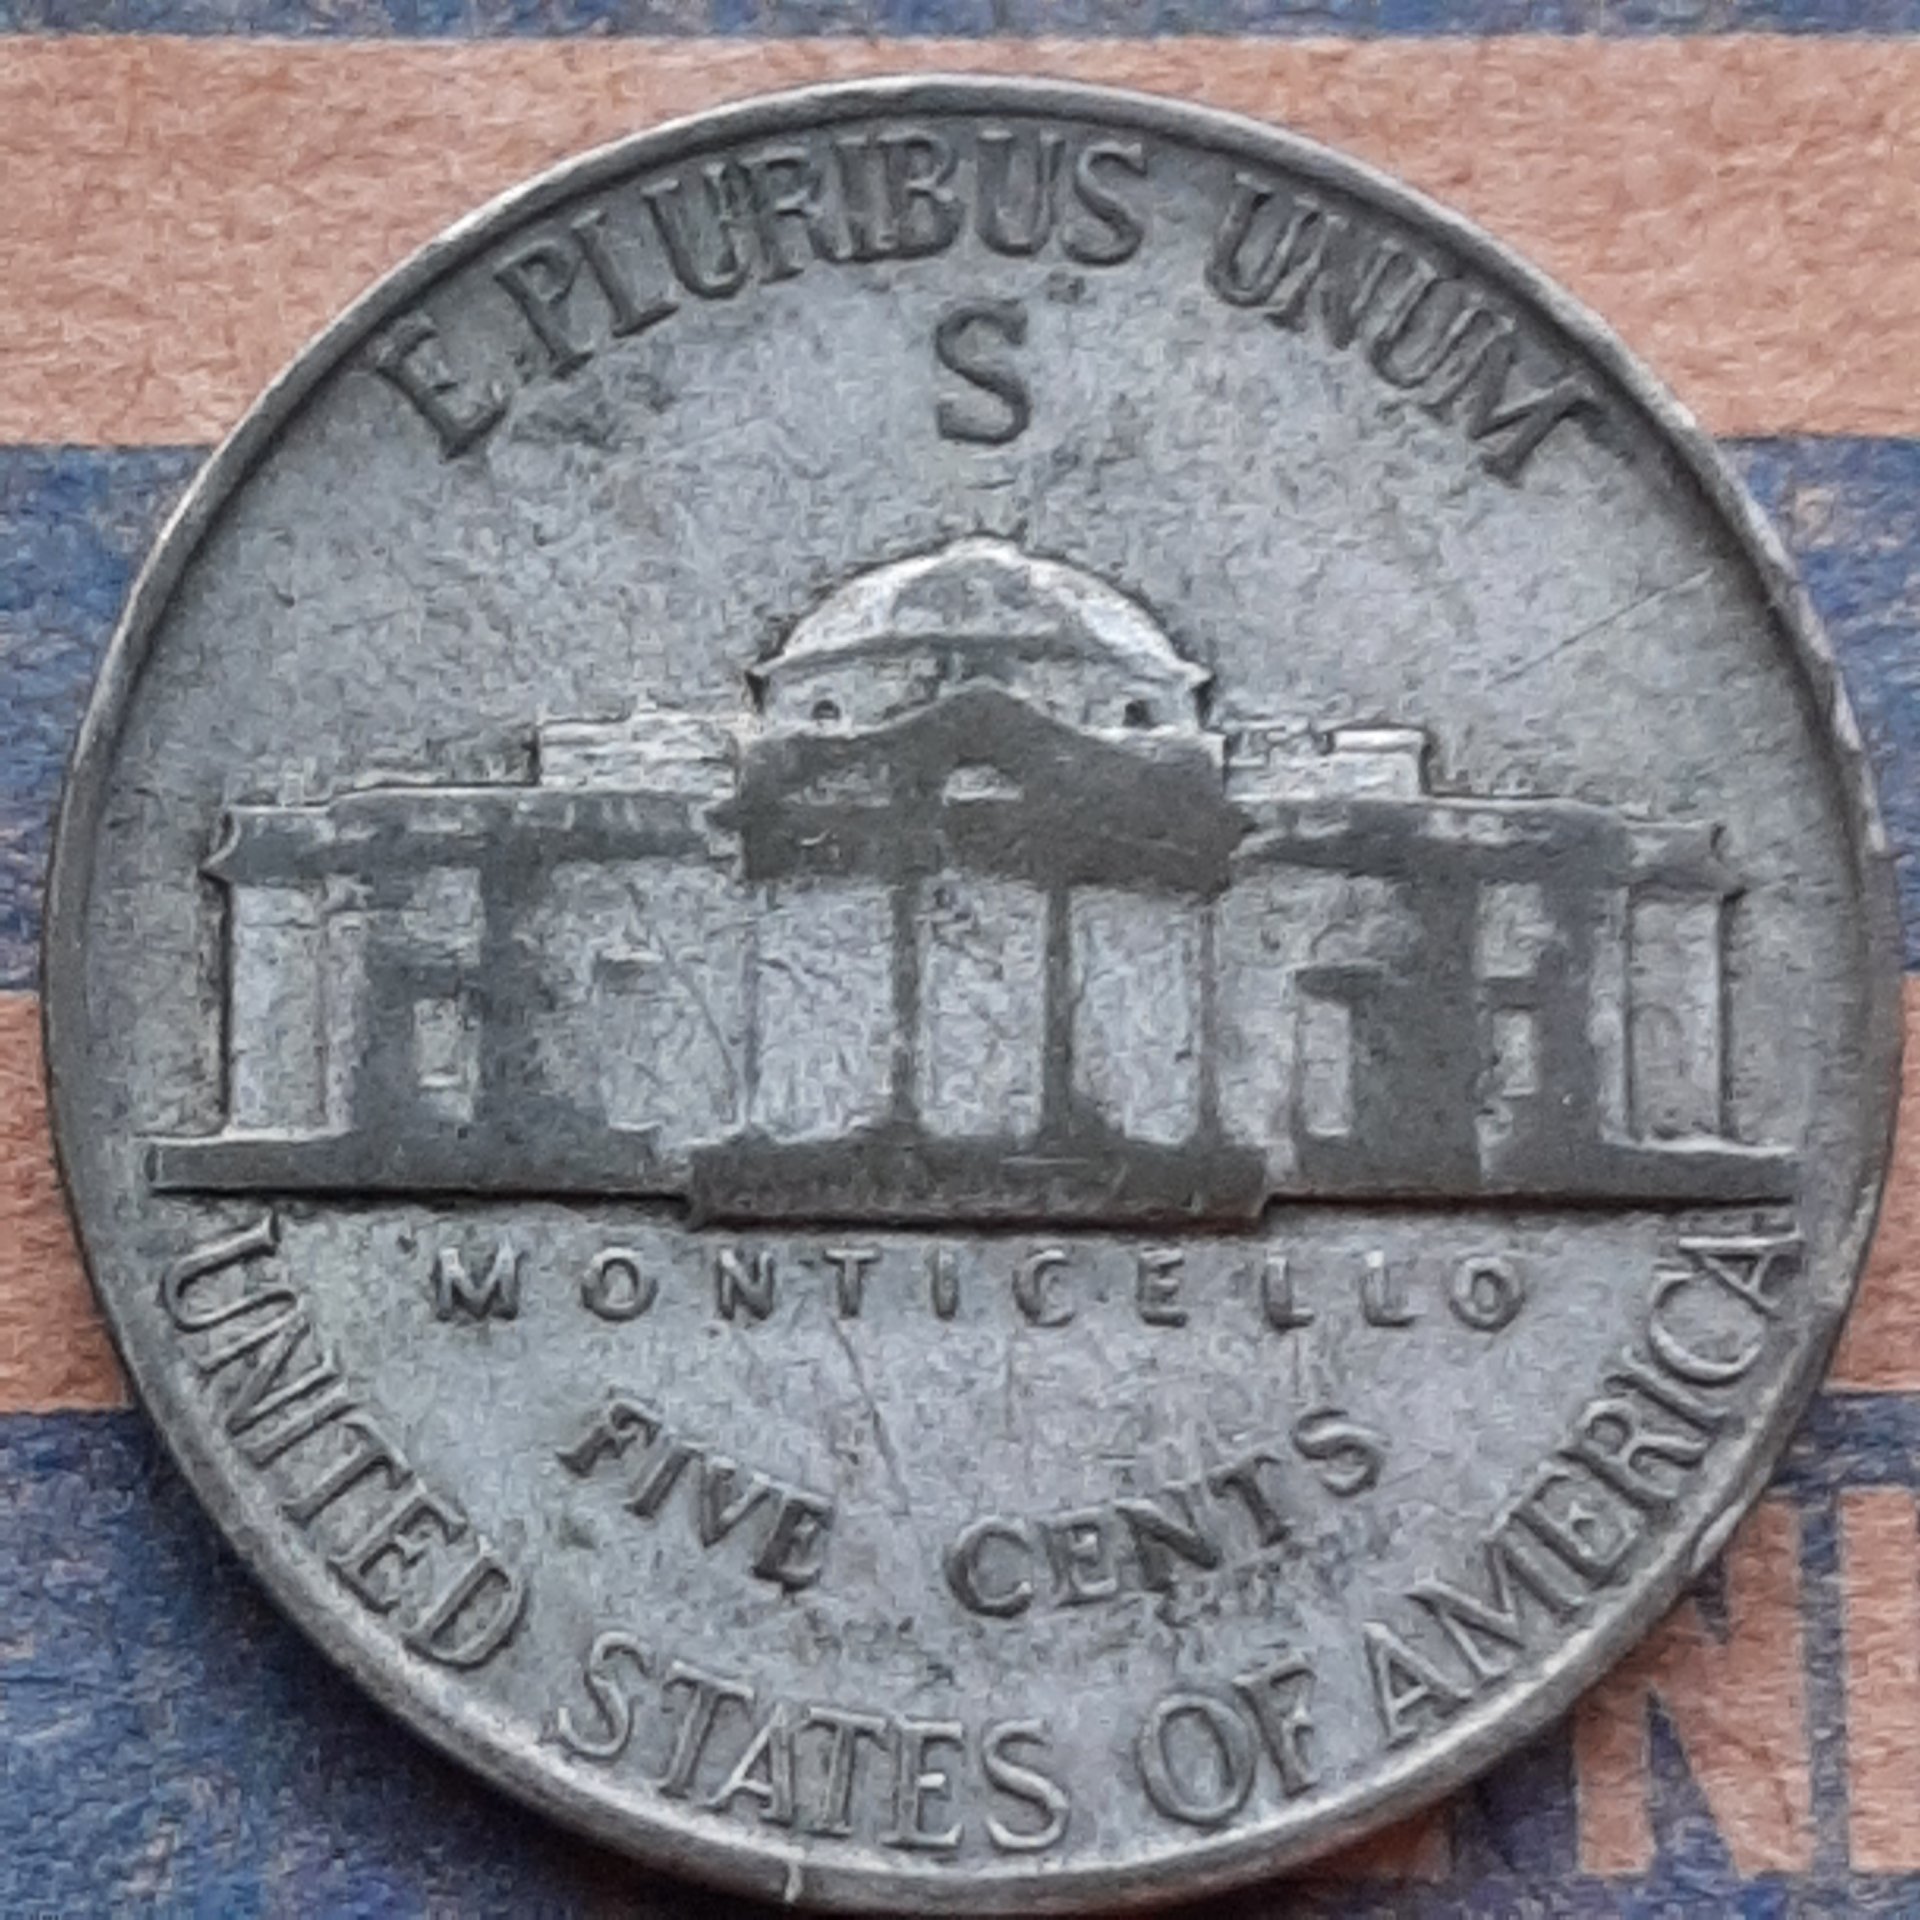 E PLURIBUS UNUM
S
MONTICELLO
FIVE CENTS
UNITED STATES OF AMERICA